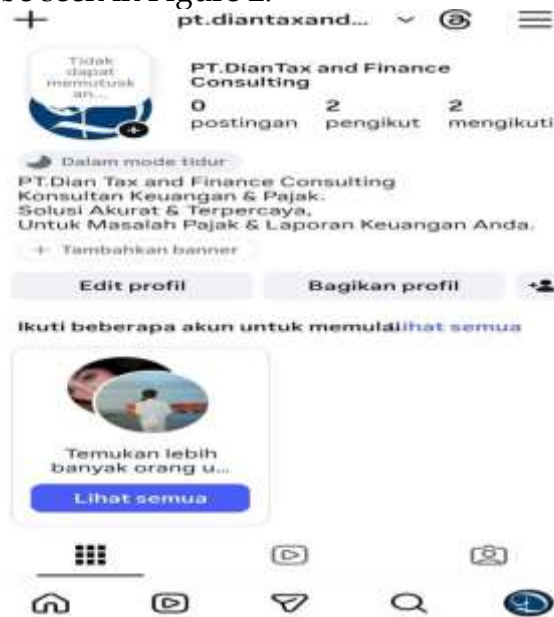 be seen in Figure 2.
pt.diantaxand...
Tidak
dapat
memutusk
an...
PT.DianTax and Finance
Consulting
0 2 2
postingan pengikut mengikuti
Dalam mode tidur
PT.Dian Tax and Finance Consulting
Konsultan Keuangan & Pajak.
Solusi Akurat & Terpercaya,
Untuk Masalah Pajak & Laporan Keuangan Anda.
+ Tambahkan banner
Edit profil Bagikan profil
Ikuti beberapa akun untuk memulai Lihat semua
Temukan lebih
banyak orang u...
Lihat semua